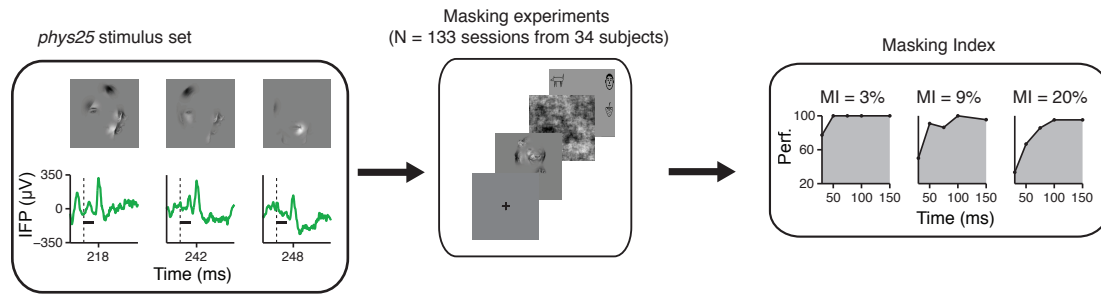 phys25 stimulus set
350
0
−350
IFP (µV)
218
242
248
Time (ms)
Masking experiments
(N = 133 sessions from 34 subjects)
Masking Index
MI = 3%
MI = 9%
MI = 20%
Perf.
100
60
20
50 100 150
50 100 150
50 100 150
Time (ms)